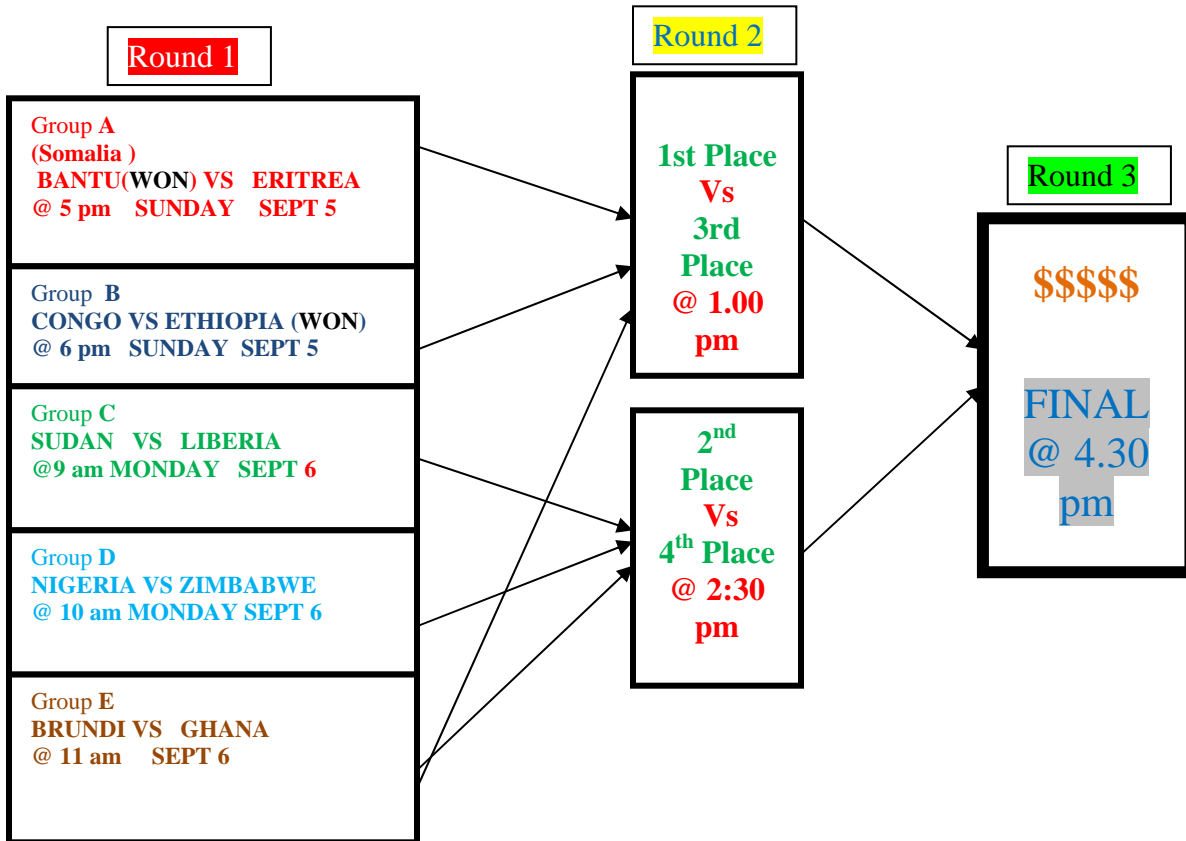 Round 1
Group A
(Somalia )
BANTU(WON) VS ERITREA
@ 5 pm SUNDAY SEPT 5
Group B
CONGO VS ETHIOPIA (WON)
@ 6 pm SUNDAY SEPT 5
Group C
SUDAN VS LIBERIA
@9 am MONDAY SEPT 6
Group D
NIGERIA VS ZIMBABWE
@ 10 am MONDAY SEPT 6
Group E
BRUNDI VS GHANA
@ 11 am SEPT 6
Round 2
1st Place
Vs
3rd
Place
@ 1.00
pm
2nd
Place
Vs
4th Place
@ 2:30
pm
Round 3
$$$$$
FINAL
@ 4.30
pm